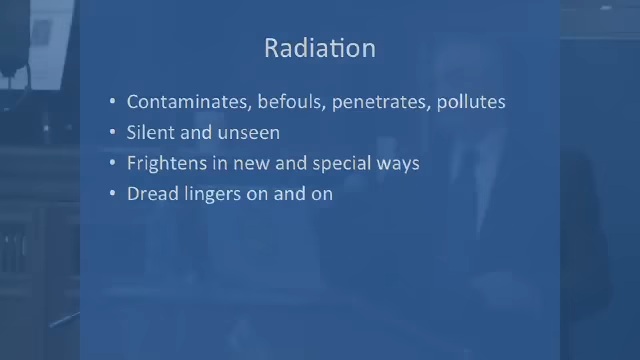 Radiation
• Contaminates, befouls, penetrates, pollutes
• Silent and unseen
• Frightens in new and special ways
• Dread lingers on and on